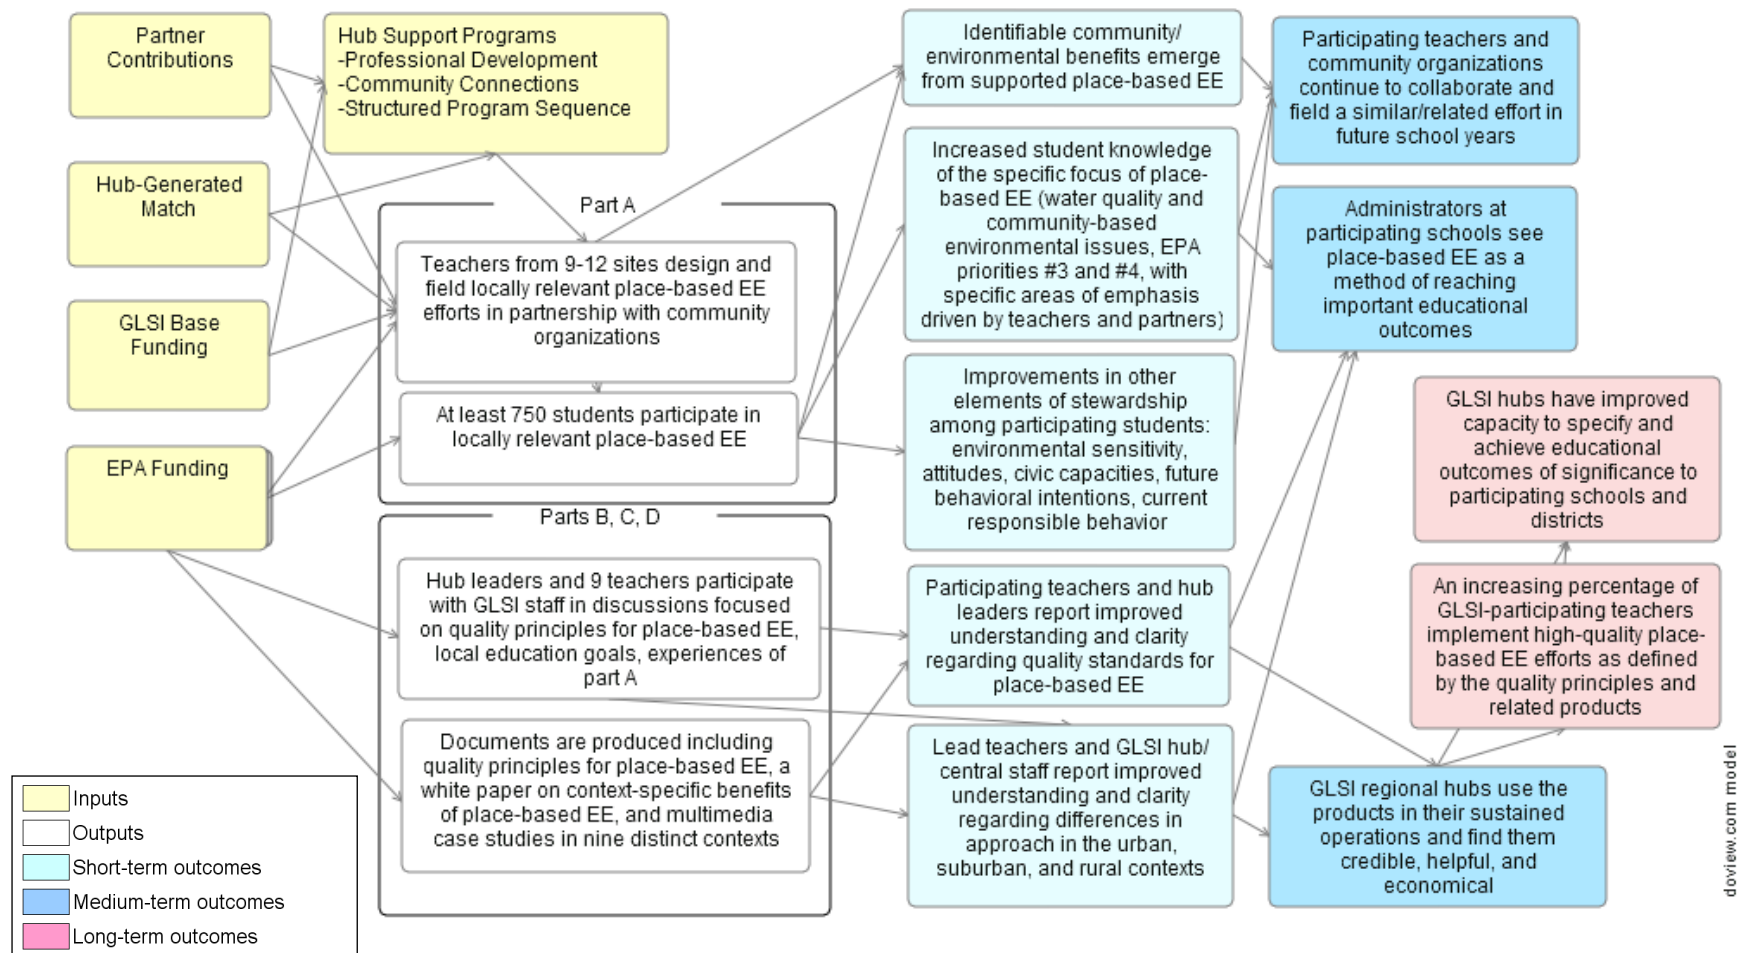 Partner
Contributions
Hub Support Programs
-Professional Development
-Community Connections
-Structured Program Sequence
Hub-Generated
Match
GLSI Base
Funding
EPA Funding
Part A
Teachers from 9-12 sites design and
field locally relevant place-based EE
efforts in partnership with community
organizations
At least 750 students participate in
locally relevant place-based EE
Parts B, C, D
Hub leaders and 9 teachers participate
with GLSI staff in discussions focused
on quality principles for place-based EE,
local education goals, experiences of
part A
Documents are produced including
quality principles for place-based EE, a
white paper on context-specific benefits
of place-based EE, and multimedia
case studies in nine distinct contexts
Identifiable community/
environmental benefits emerge
from supported place-based EE
Increased student knowledge
of the specific focus of place-
based EE (water quality and
community-based
environmental issues, EPA
priorities #3 and #4, with
specific areas of emphasis
driven by teachers and partners)
Improvements in other
elements of stewardship
among participating students:
environmental sensitivity,
attitudes, civic capacities, future
behavioral intentions, current
responsible behavior
Participating teachers and hub
leaders report improved
understanding and clarity
regarding quality standards for
place-based EE
Lead teachers and GLSI hub/
central staff report improved
understanding and clarity
regarding differences in
approach in the urban,
suburban, and rural contexts
Participating teachers and
community organizations
continue to collaborate and
field a similar/related effort in
future school years
Administrators at
participating schools see
place-based EE as a
method of reaching
important educational
outcomes
GLSI hubs have improved
capacity to specify and
achieve educational
outcomes of significance to
participating schools and
districts
An increasing percentage of
GLSI-participating teachers
implement high-quality place-
based EE efforts as defined
by the quality principles and
related products
GLSI regional hubs use the
products in their sustained
operations and find them
credible, helpful, and
economical
Inputs
Outputs
Short-term outcomes
Medium-term outcomes
Long-term outcomes
doview.com model